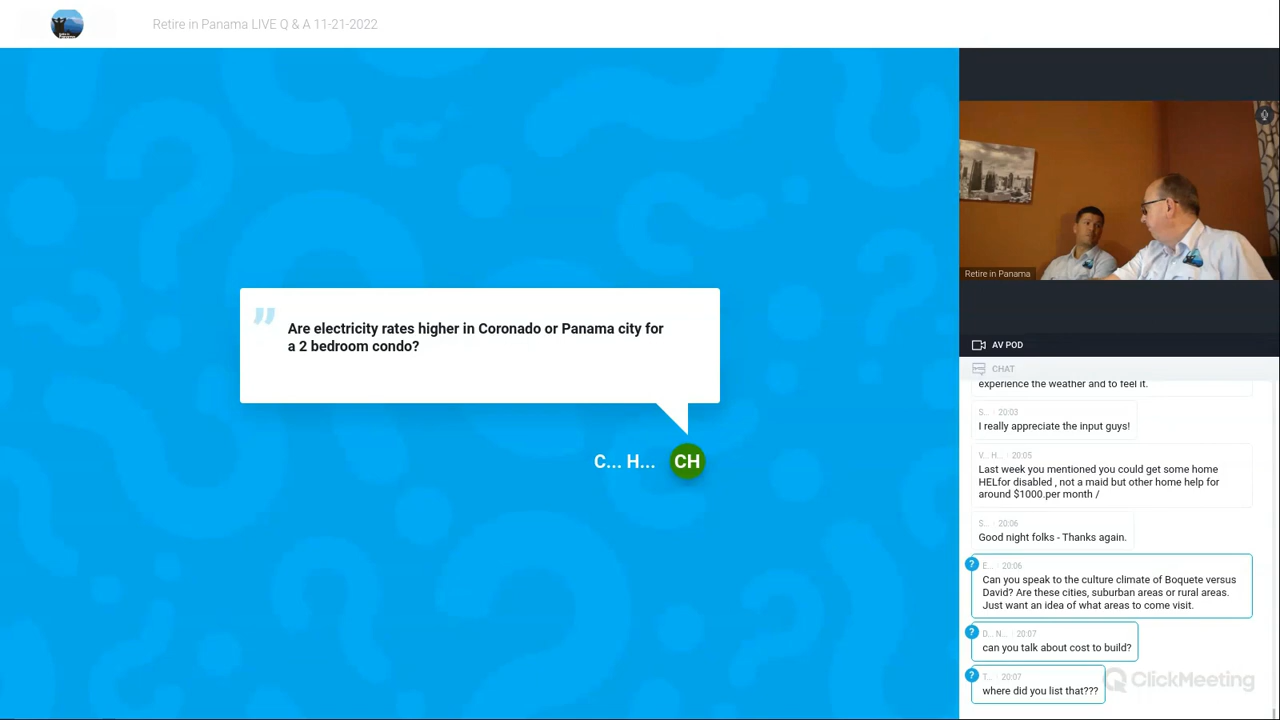 Retire in Panama LIVE Q & A 11-21-2022
Are electricity rates higher in Coronado or Panama city for
a 2 bedroom condo?
C... H...
CH
Retire in Panama
AV POD
CHAT
experience the weather and to feel it.
S... 20:03
I really appreciate the input guys!
V... H... 20:05
Last week you mentioned you could get some home
HELfor disabled , not a maid but other home help for
around $1000.per month /
S... 20:06
Good night folks - Thanks again.
? E... 20:06
Can you speak to the culture climate of Boquete versus
David? Are these cities, suburban areas or rural areas.
Just want an idea of what areas to come visit.
? D... N... 20:07
can you talk about cost to build?
? T... 20:07
where did you list that???
ClickMeeting